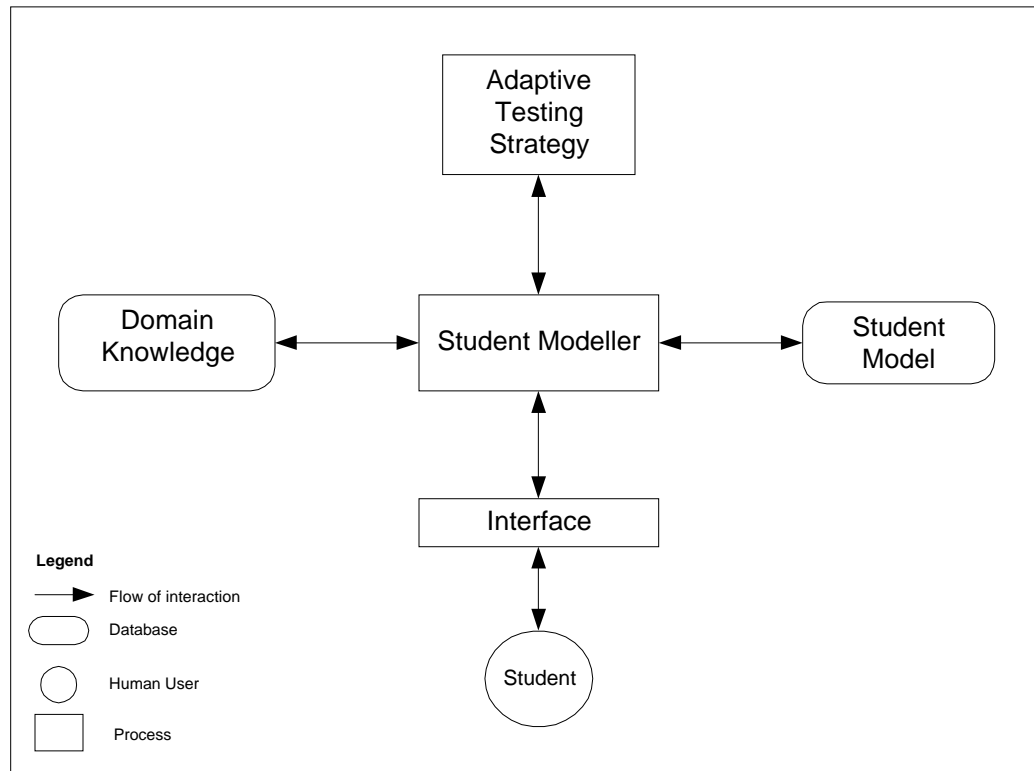 Adaptive
Testing
Strategy
Domain
Knowledge
Student Modeller
Student
Model
Interface
Student
Legend
Flow of interaction
Database
Human User
Process